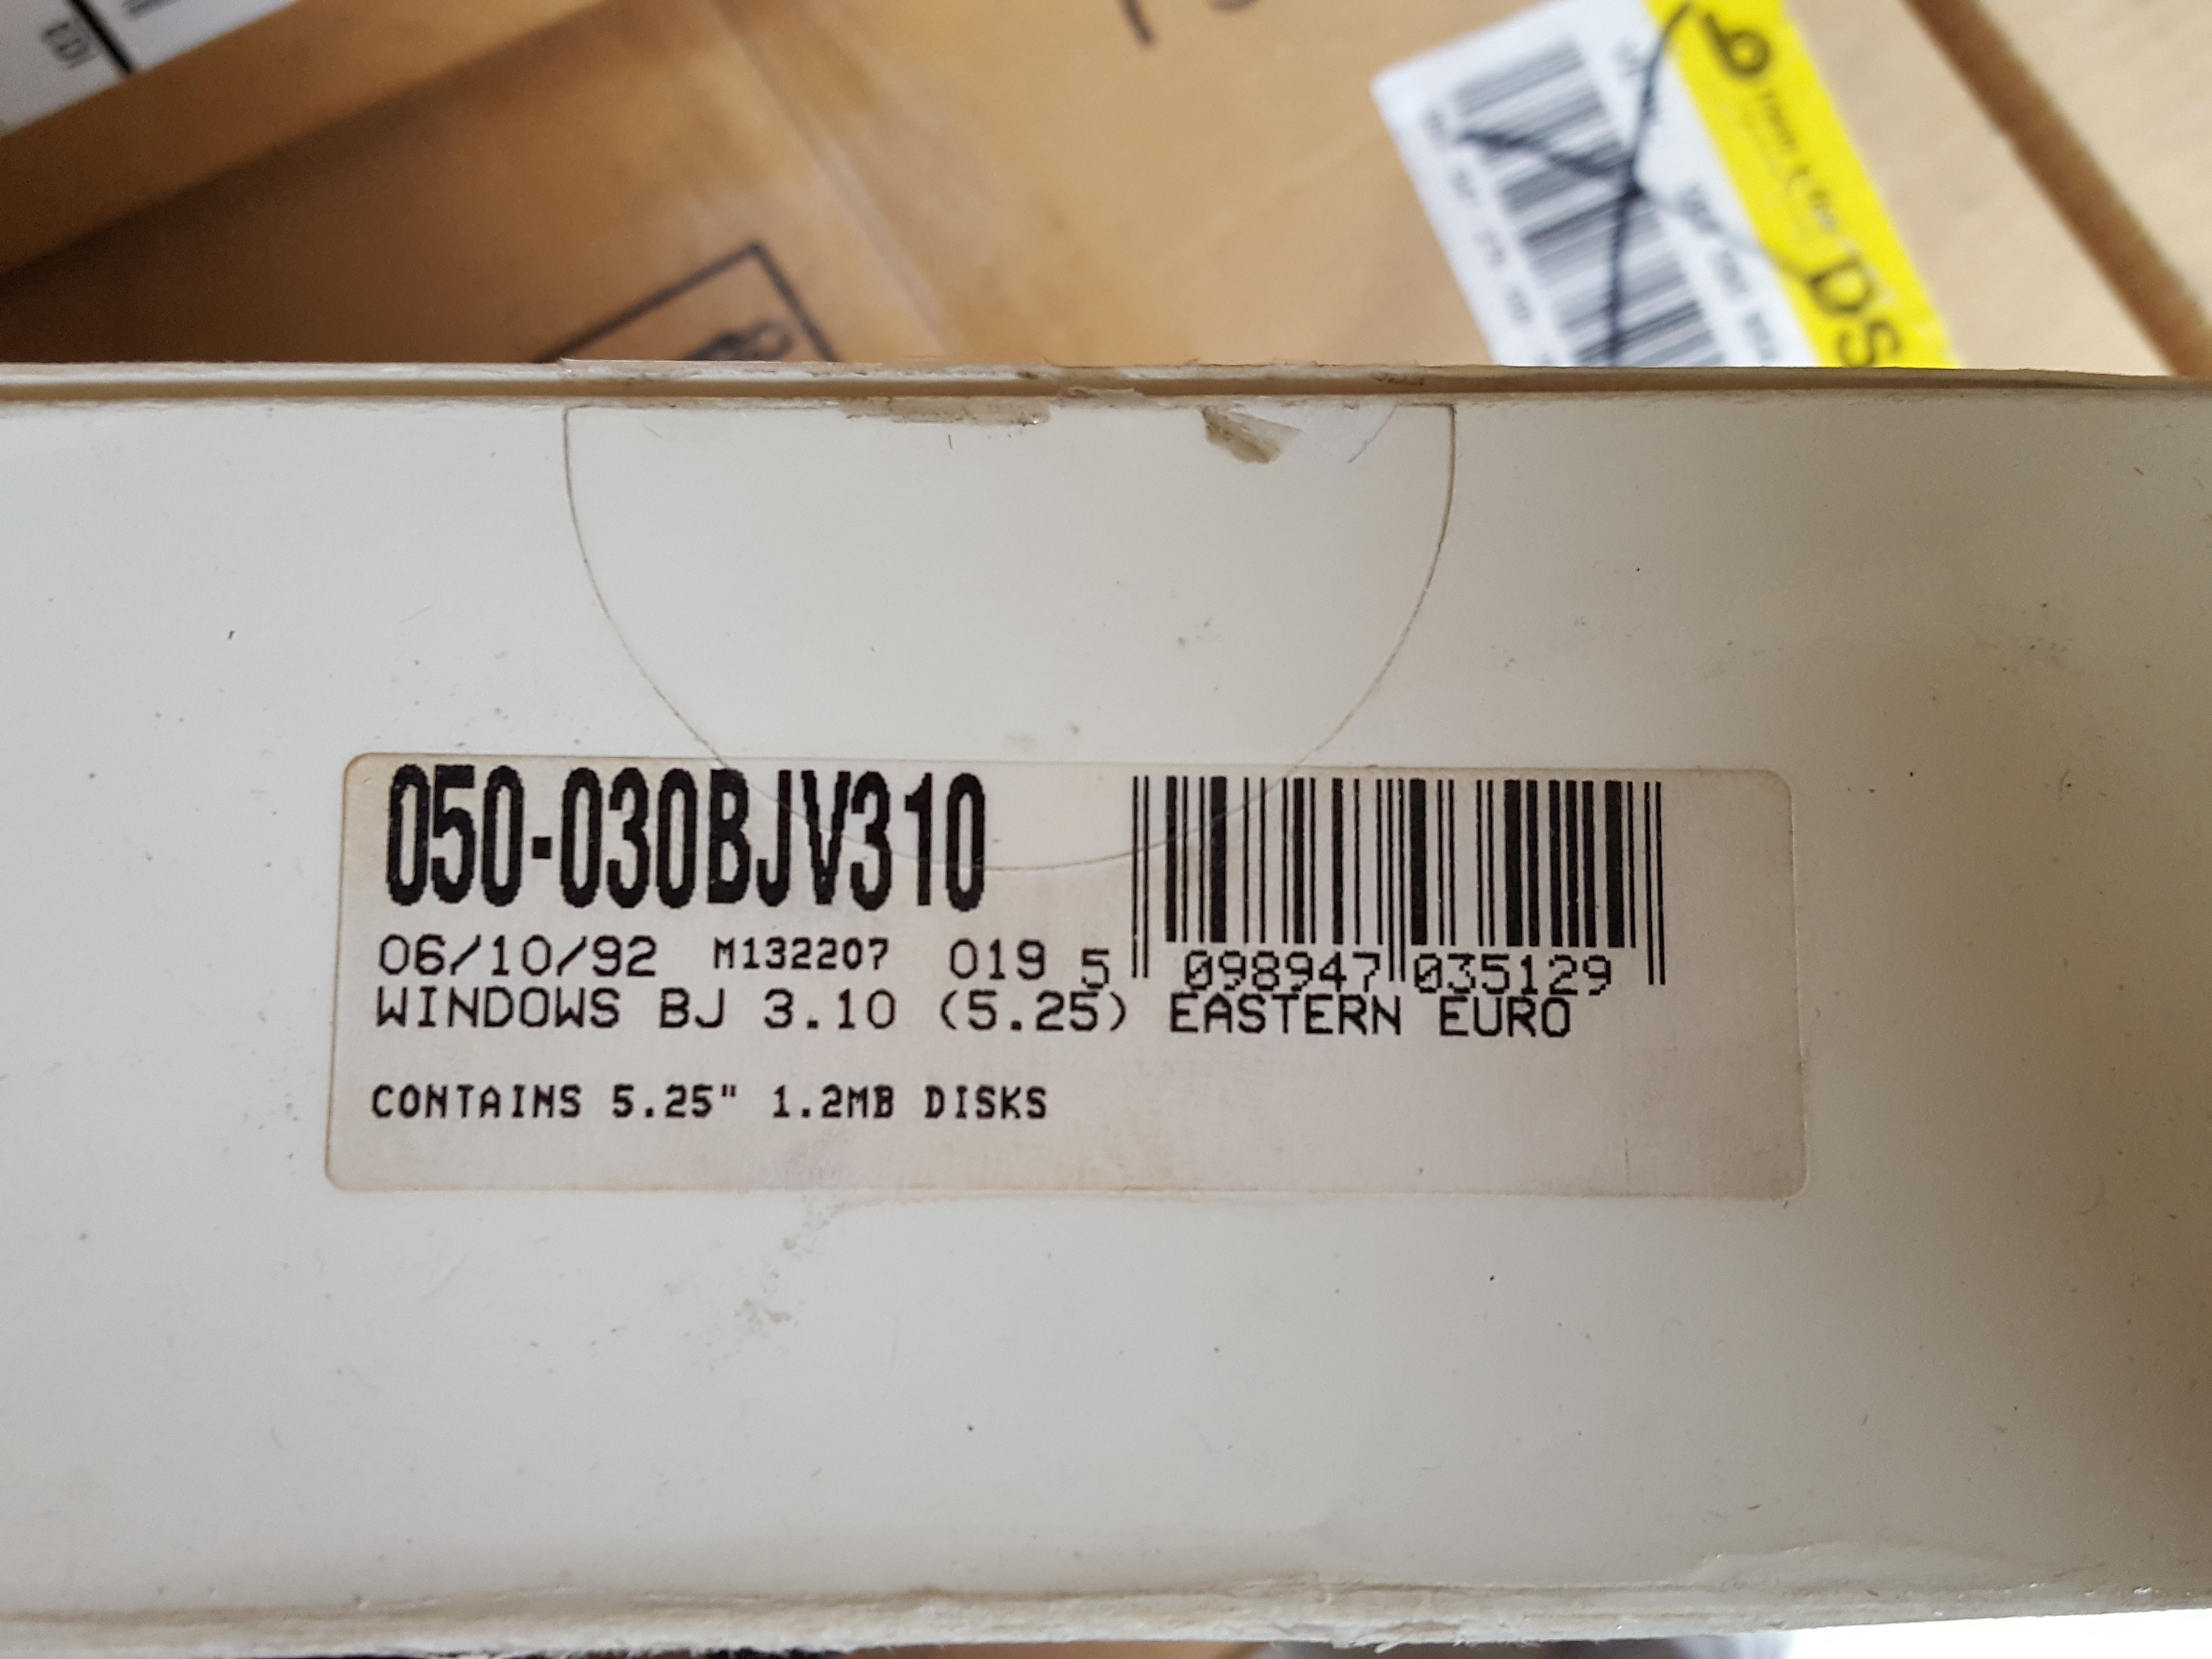 050-030BJV310
06/10/92 M132207 019 5 098947 035129
WINDOWS BJ 3.10 (5.25) EASTERN EURO
CONTAINS 5.25" 1.2MB DISKS
DS